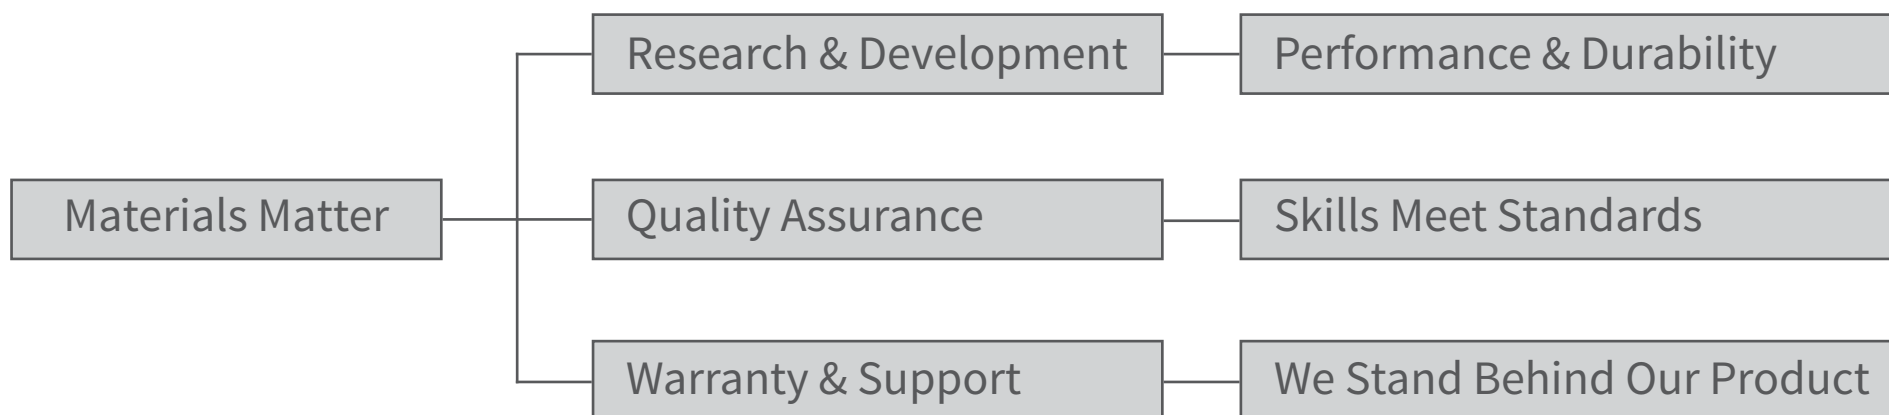 Research & Development
Performance & Durability
Materials Matter
Quality Assurance
Skills Meet Standards
Warranty & Support
We Stand Behind Our Product